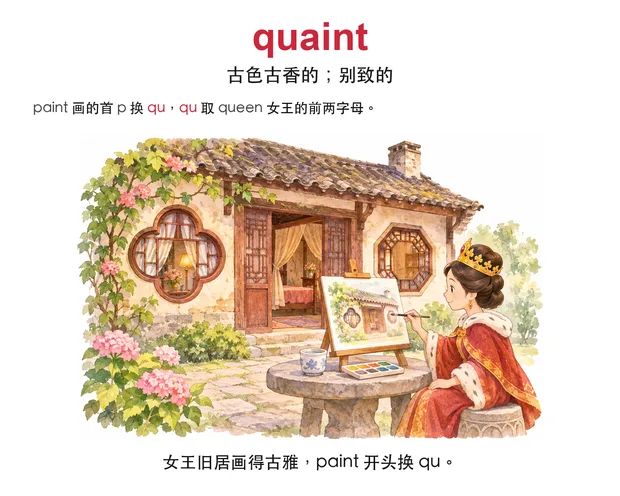 quaint
古色古香的；别致的
paint 画的首 p 换 qu，qu 取 queen 女王的前两字母。
女王旧居画得古雅，paint 开头换 qu。